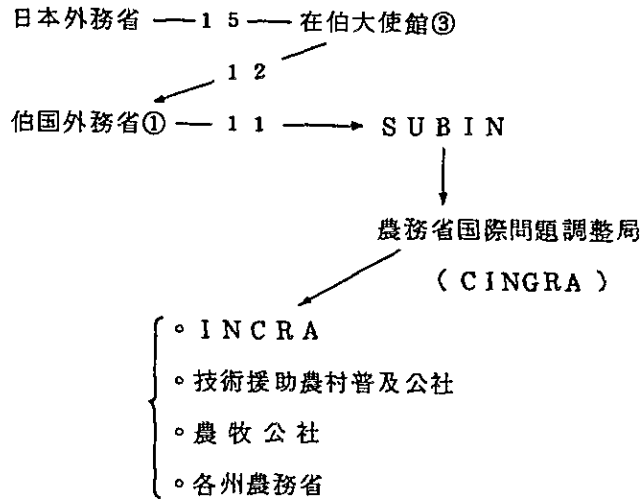 日本外務省 ― 15 ― 在伯大使館③
12
伯国外務省① ― 11 → SUBIN
農務省国際問題調整局
(CINGRA)
○ INCRA
○ 技術援助農村普及公社
○ 農牧公社
○ 各州農務省